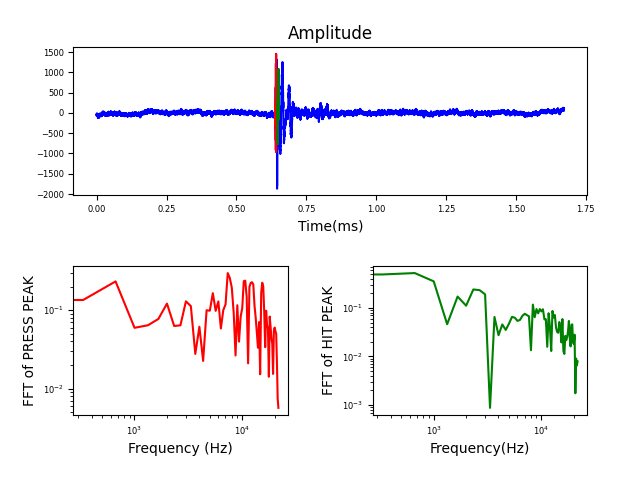 Amplitude
1500
1000
500
0
−500
−1000
−1500
−2000
0.00 0.25 0.50 0.75 1.00 1.25 1.50 1.75
Time(ms)
FFT of PRESS PEAK
10⁻¹
10⁻²
10³ 10⁴
Frequency (Hz)
FFT of HIT PEAK
10⁻¹
10⁻²
10⁻³
10³ 10⁴
Frequency(Hz)